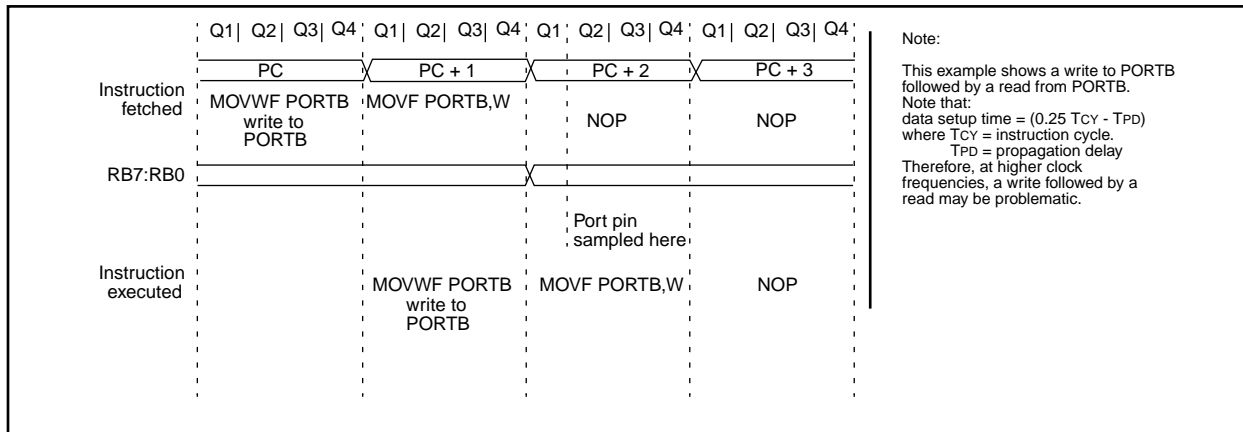 Q1| Q2| Q3| Q4 Q1| Q2| Q3| Q4 Q1 Q2| Q3| Q4 Q1| Q2| Q3| Q4
PC PC + 1 PC + 2 PC + 3
Instruction
fetched
MOVWF PORTB
write to
PORTB
MOVF PORTB,W
NOP
NOP
RB7:RB0
Port pin
sampled here
Instruction
executed
MOVWF PORTB
write to
PORTB
MOVF PORTB,W
NOP
Note:
This example shows a write to PORTB
followed by a read from PORTB.
Note that:
data setup time = (0.25 TCY - TPD)
where TCY = instruction cycle.
TPD = propagation delay
Therefore, at higher clock
frequencies, a write followed by a
read may be problematic.